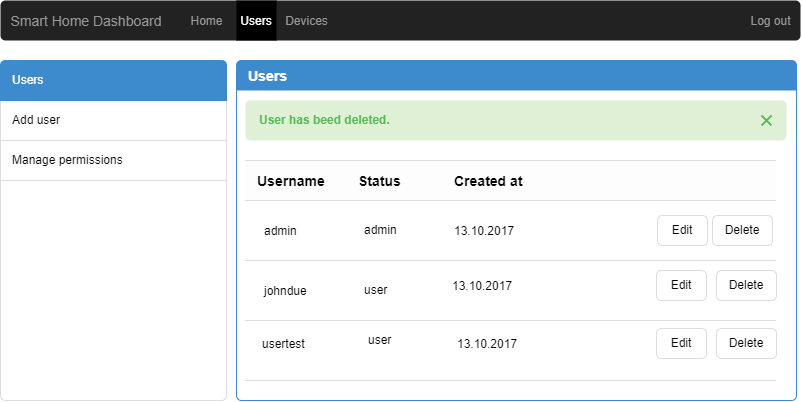 Smart Home Dashboard Home Users Devices Log out
Users
Add user
Manage permissions
Users
User has beed deleted.
Username Status Created at
admin admin 13.10.2017 Edit Delete
johndue user 13.10.2017 Edit Delete
usertest user 13.10.2017 Edit Delete